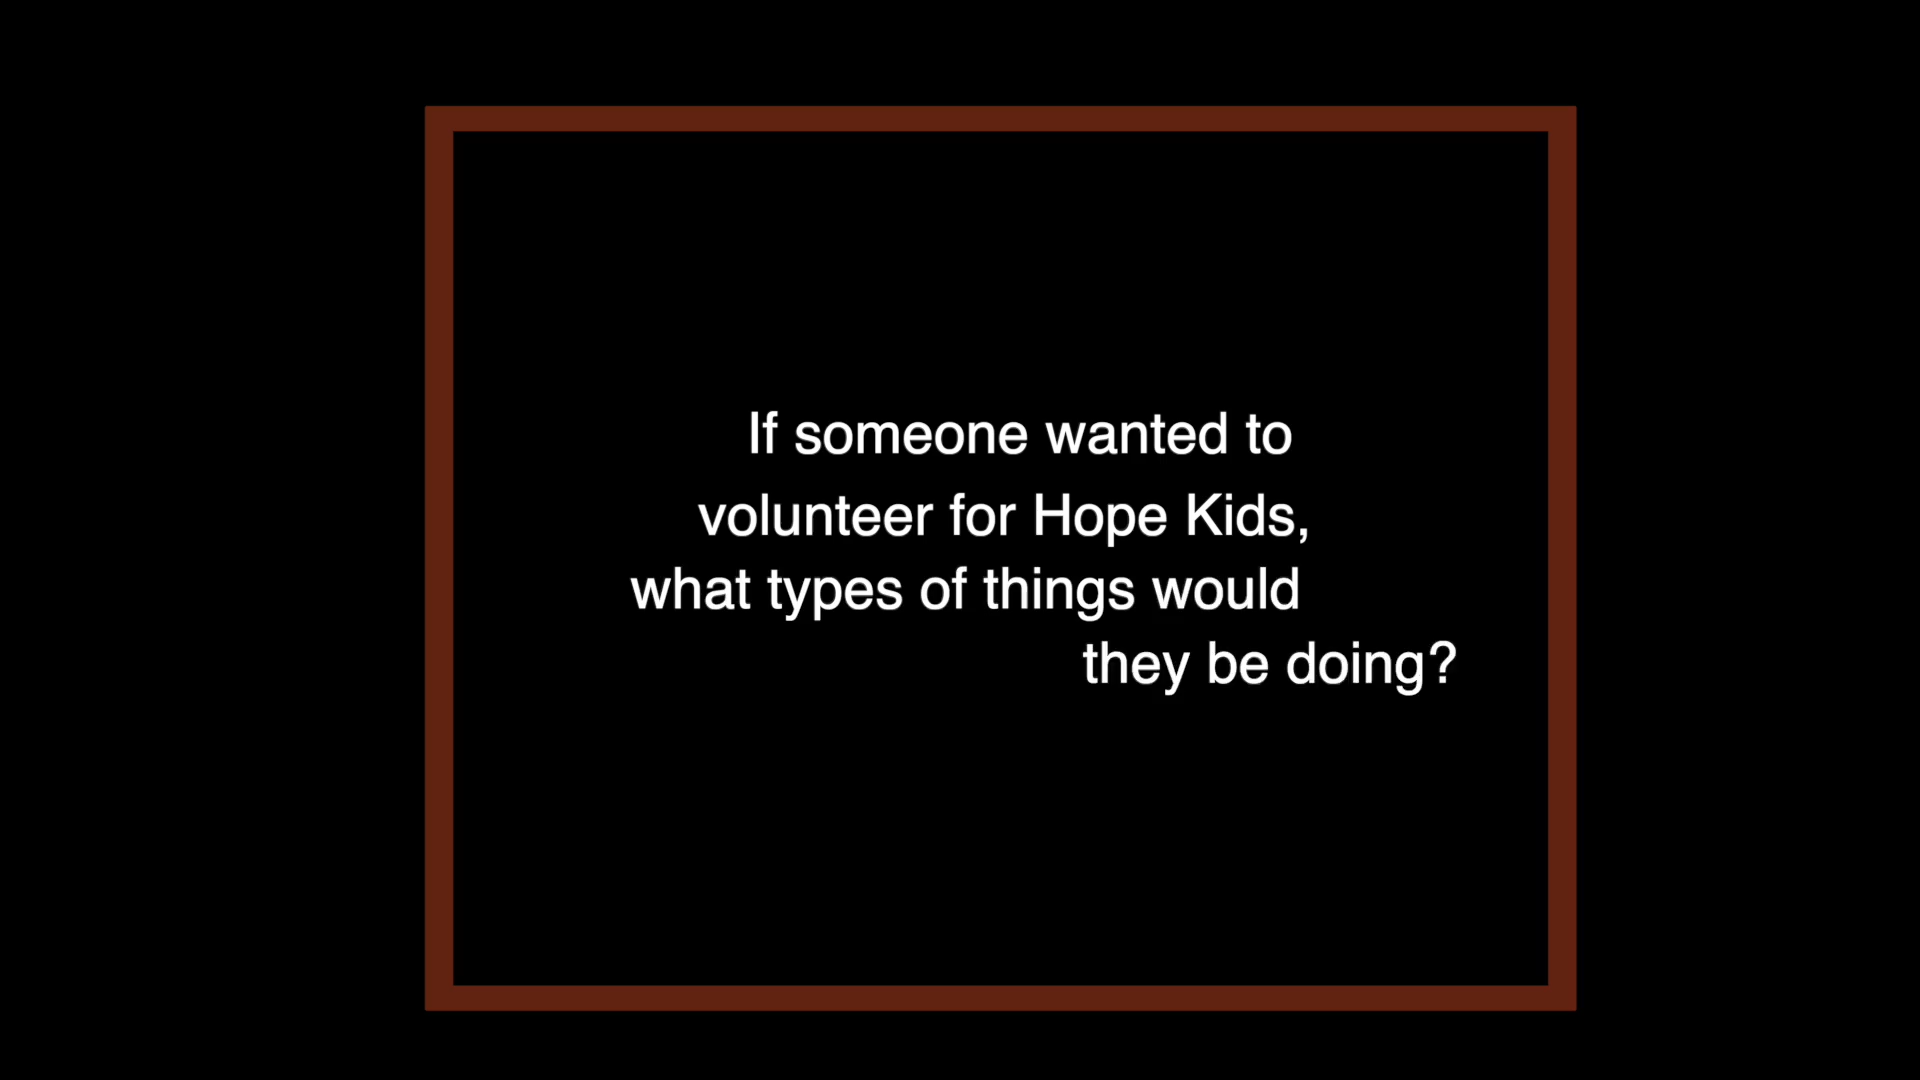 If someone wanted to
volunteer for Hope Kids,
what types of things would
they be doing?